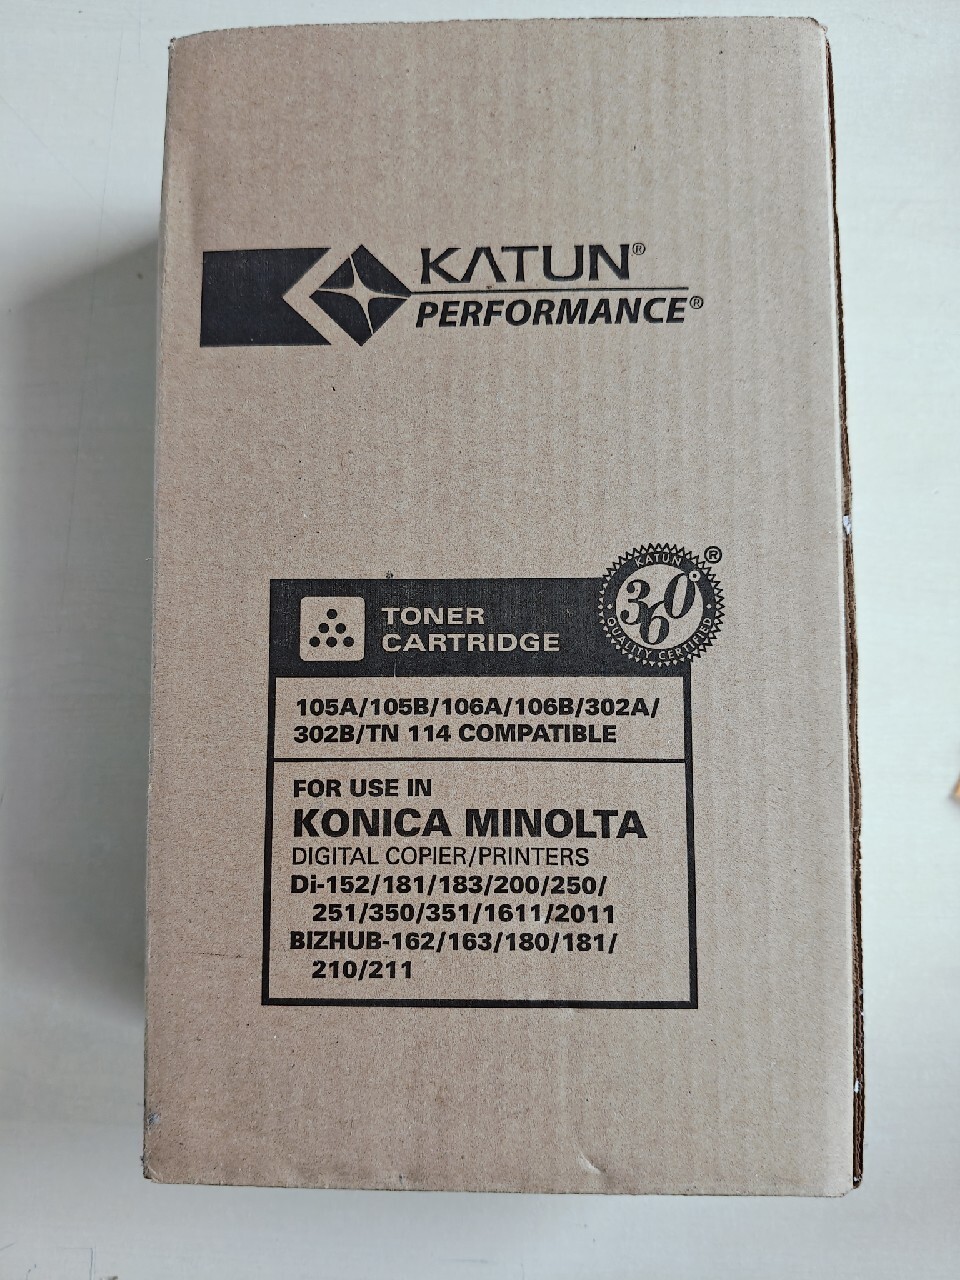 KATUN®
PERFORMANCE®
KATUN ®
360°
QUALITY CERTIFIED
TONER
CARTRIDGE
105A/105B/106A/106B/302A/
302B/TN 114 COMPATIBLE
FOR USE IN
KONICA MINOLTA
DIGITAL COPIER/PRINTERS
Di-152/181/183/200/250/
251/350/351/1611/2011
BIZHUB-162/163/180/181/
210/211